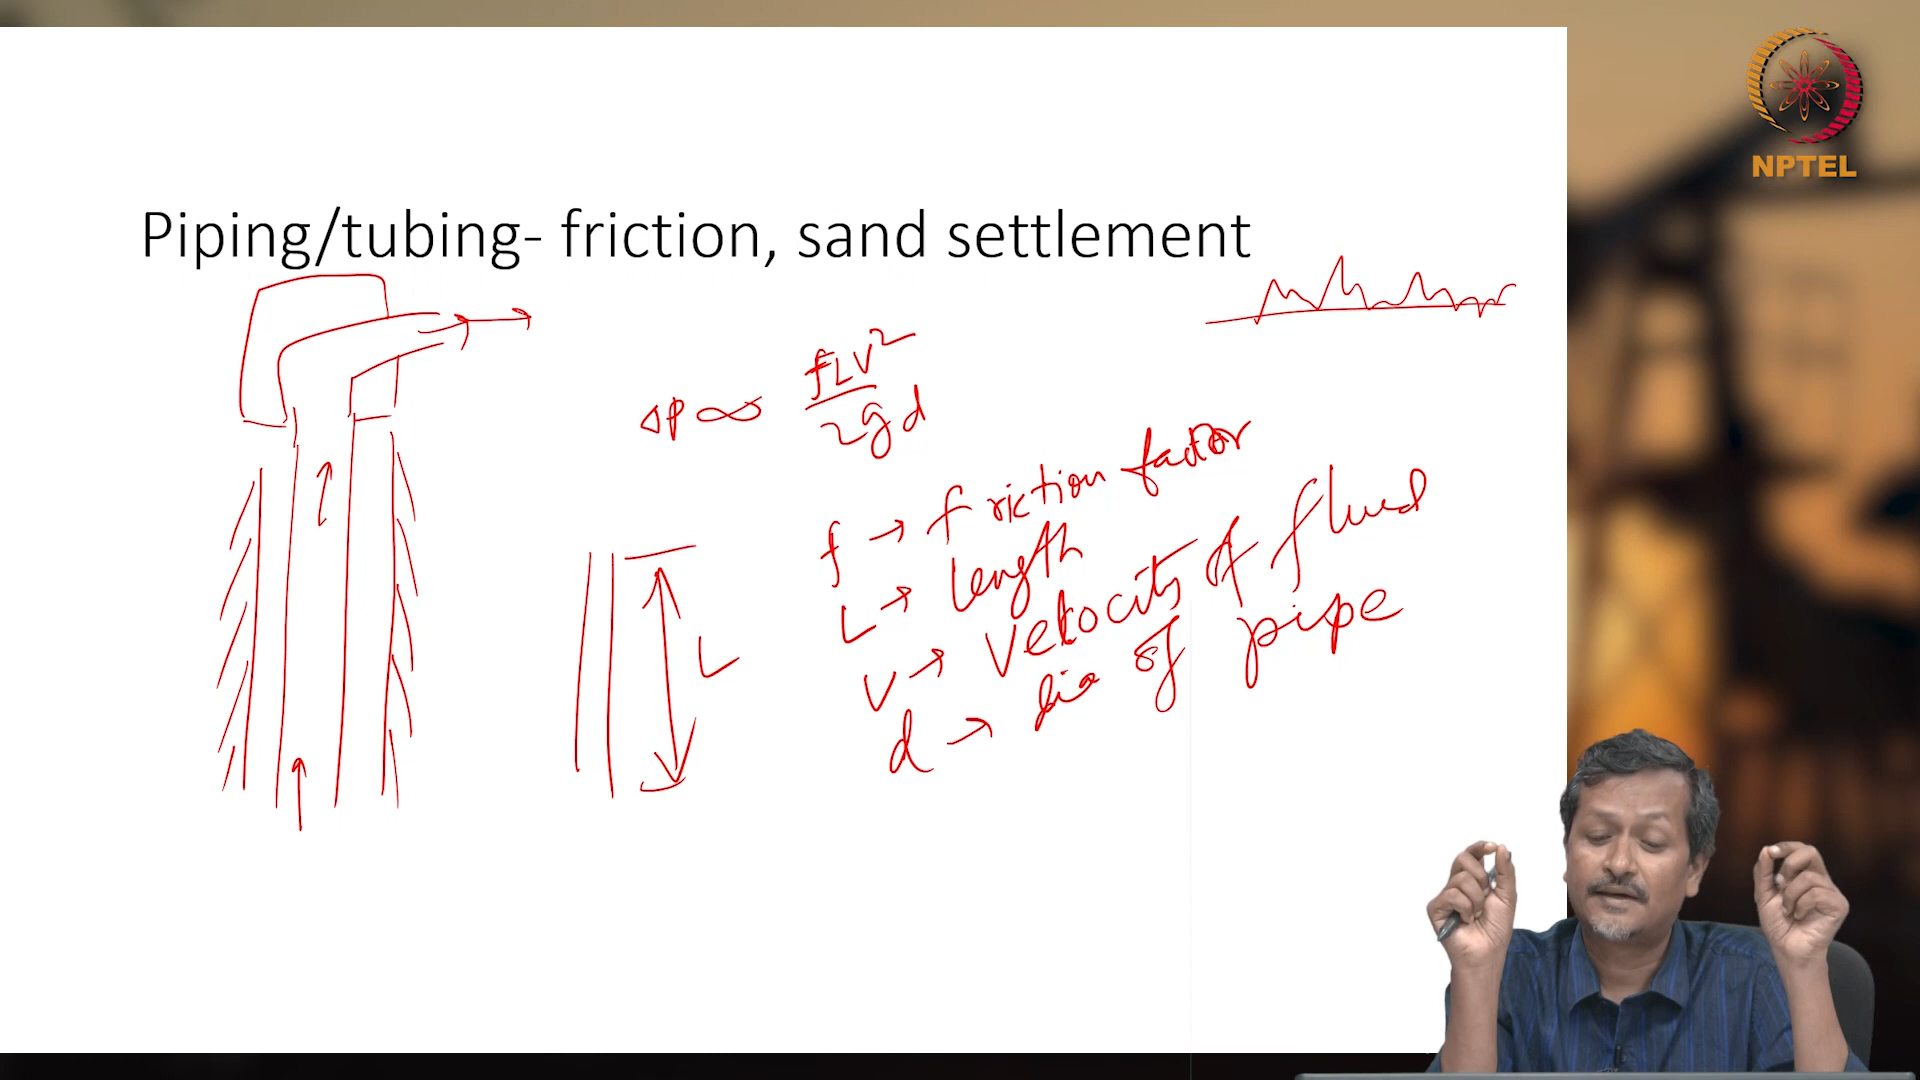 NPTEL
Piping/tubing- friction, sand settlement
ΔP ∝ fLV²/2gd
f → friction factor
L → length
V → velocity of fluid
d → dia of pipe
L